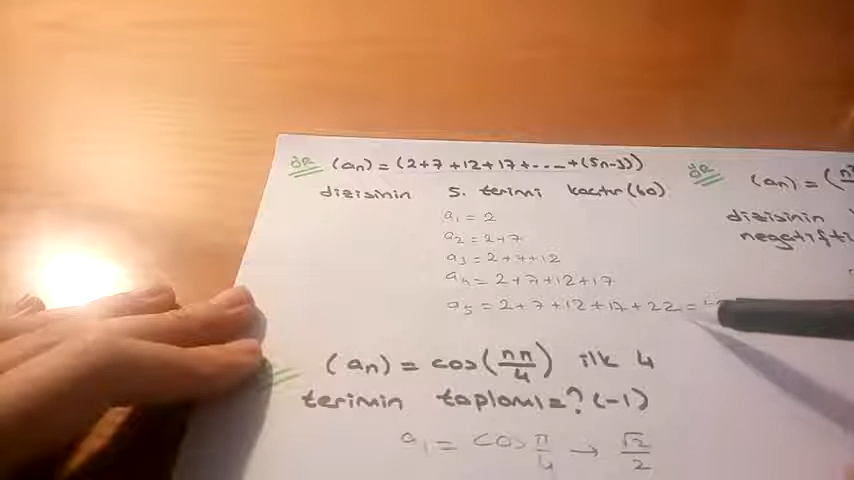 ÖR (an) = (2+7+12+17+....+(5n-3))
dizisinin 5. terimi kaçtır (60)
a₁ = 2
a₂ = 2+7
a₃ = 2+7+12
a₄ = 2+7+12+17
a₅ = 2+7+12+17+22 =
(an) = cos(nπ/4) ilk 4
terimin toplamı=? (-1)
a₁ = cos π/4 → √2/2
ÖR (an) =
dizisinin
negatifti